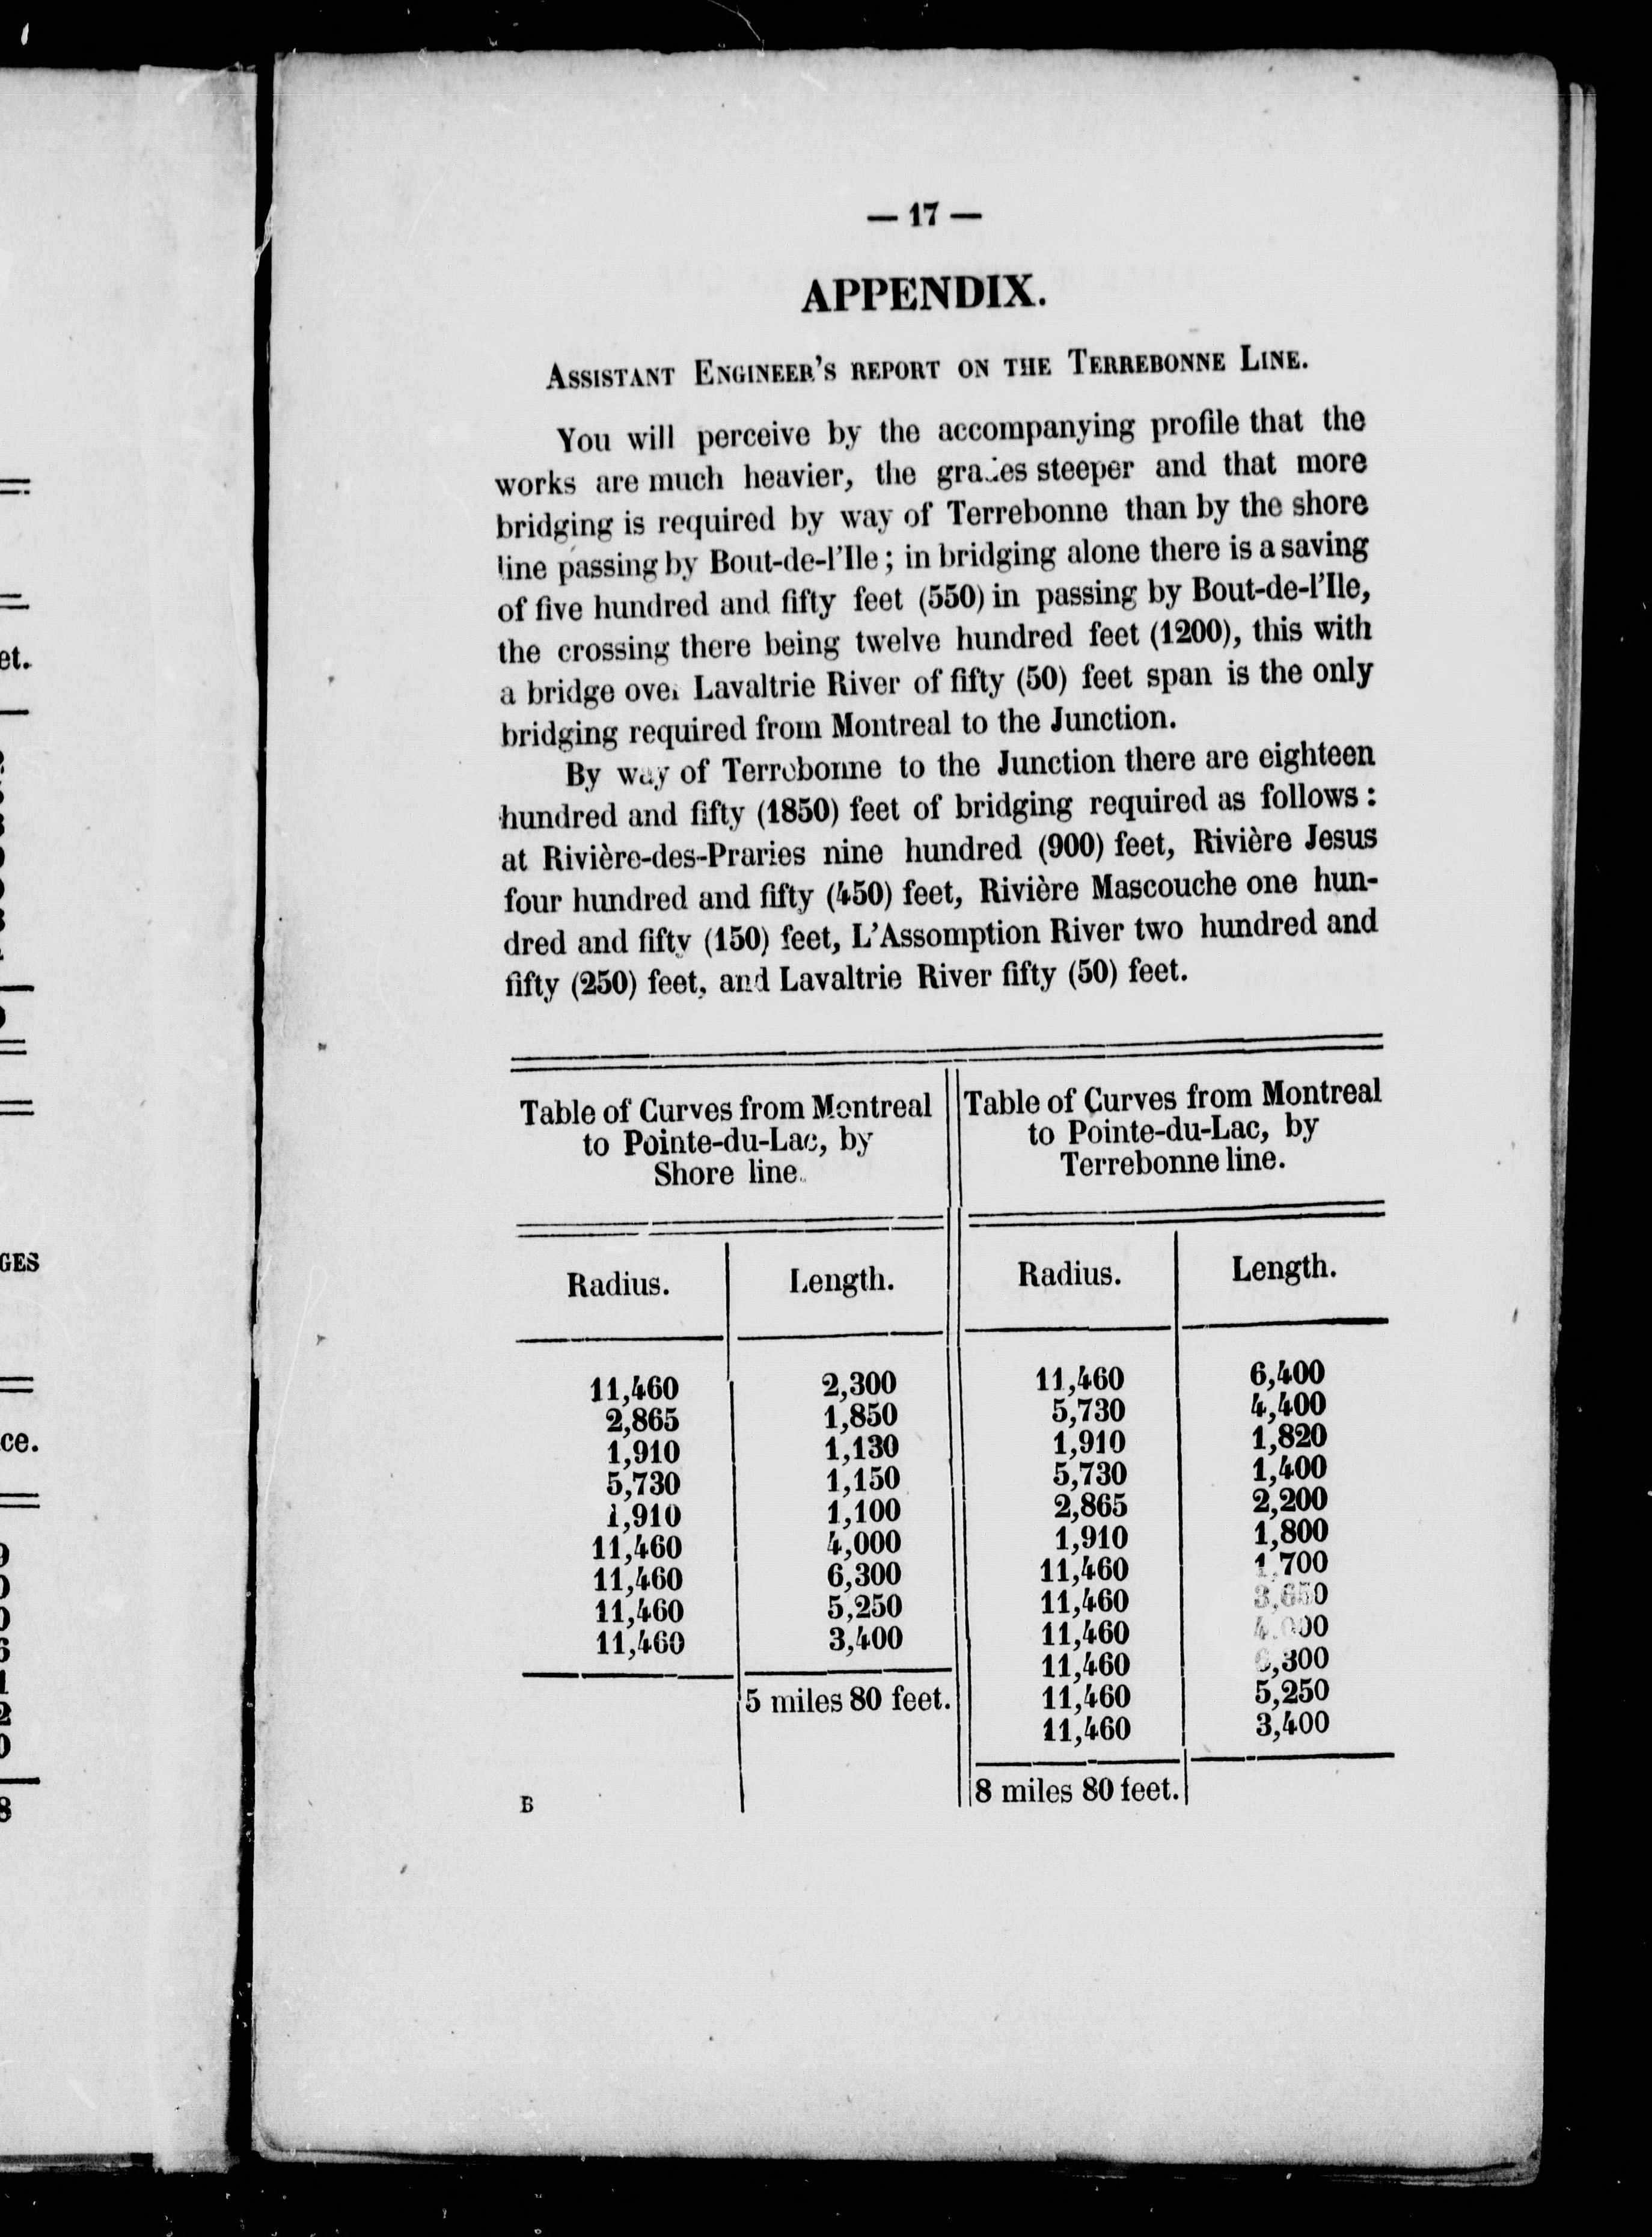 — 17 —
APPENDIX.
ASSISTANT ENGINEER'S REPORT ON THE TERREBONNE LINE.
You will perceive by the accompanying profile that the
works are much heavier, the grades steeper and that more
bridging is required by way of Terrebonne than by the shore
line passing by Bout-de-l'Ile; in bridging alone there is a saving
of five hundred and fifty feet (550) in passing by Bout-de-l'Ile,
the crossing there being twelve hundred feet (1200), this with
a bridge over Lavaltrie River of fifty (50) feet span is the only
bridging required from Montreal to the Junction.
By way of Terrebonne to the Junction there are eighteen
hundred and fifty (1850) feet of bridging required as follows:
at Rivière-des-Praries nine hundred (900) feet, Rivière Jesus
four hundred and fifty (450) feet, Rivière Mascouche one hun-
dred and fifty (150) feet, L'Assomption River two hundred and
fifty (250) feet, and Lavaltrie River fifty (50) feet.
Table of Curves from Montreal
to Pointe-du-Lac, by
Shore line.
Table of Curves from Montreal
to Pointe-du-Lac, by
Terrebonne line.
Radius. Length. Radius. Length.
11,460 2,300 11,460 6,400
2,865 1,850 5,730 4,400
1,910 1,130 1,910 1,820
5,730 1,150 5,730 1,400
1,910 1,100 2,865 2,200
11,460 4,000 1,910 1,800
11,460 6,300 11,460 1,700
11,460 5,250 11,460 3,650
11,460 3,400 11,460 4,000
11,460 6,300
5 miles 80 feet. 11,460 5,250
11,460 3,400
8 miles 80 feet.
B
et.
GES
ce.